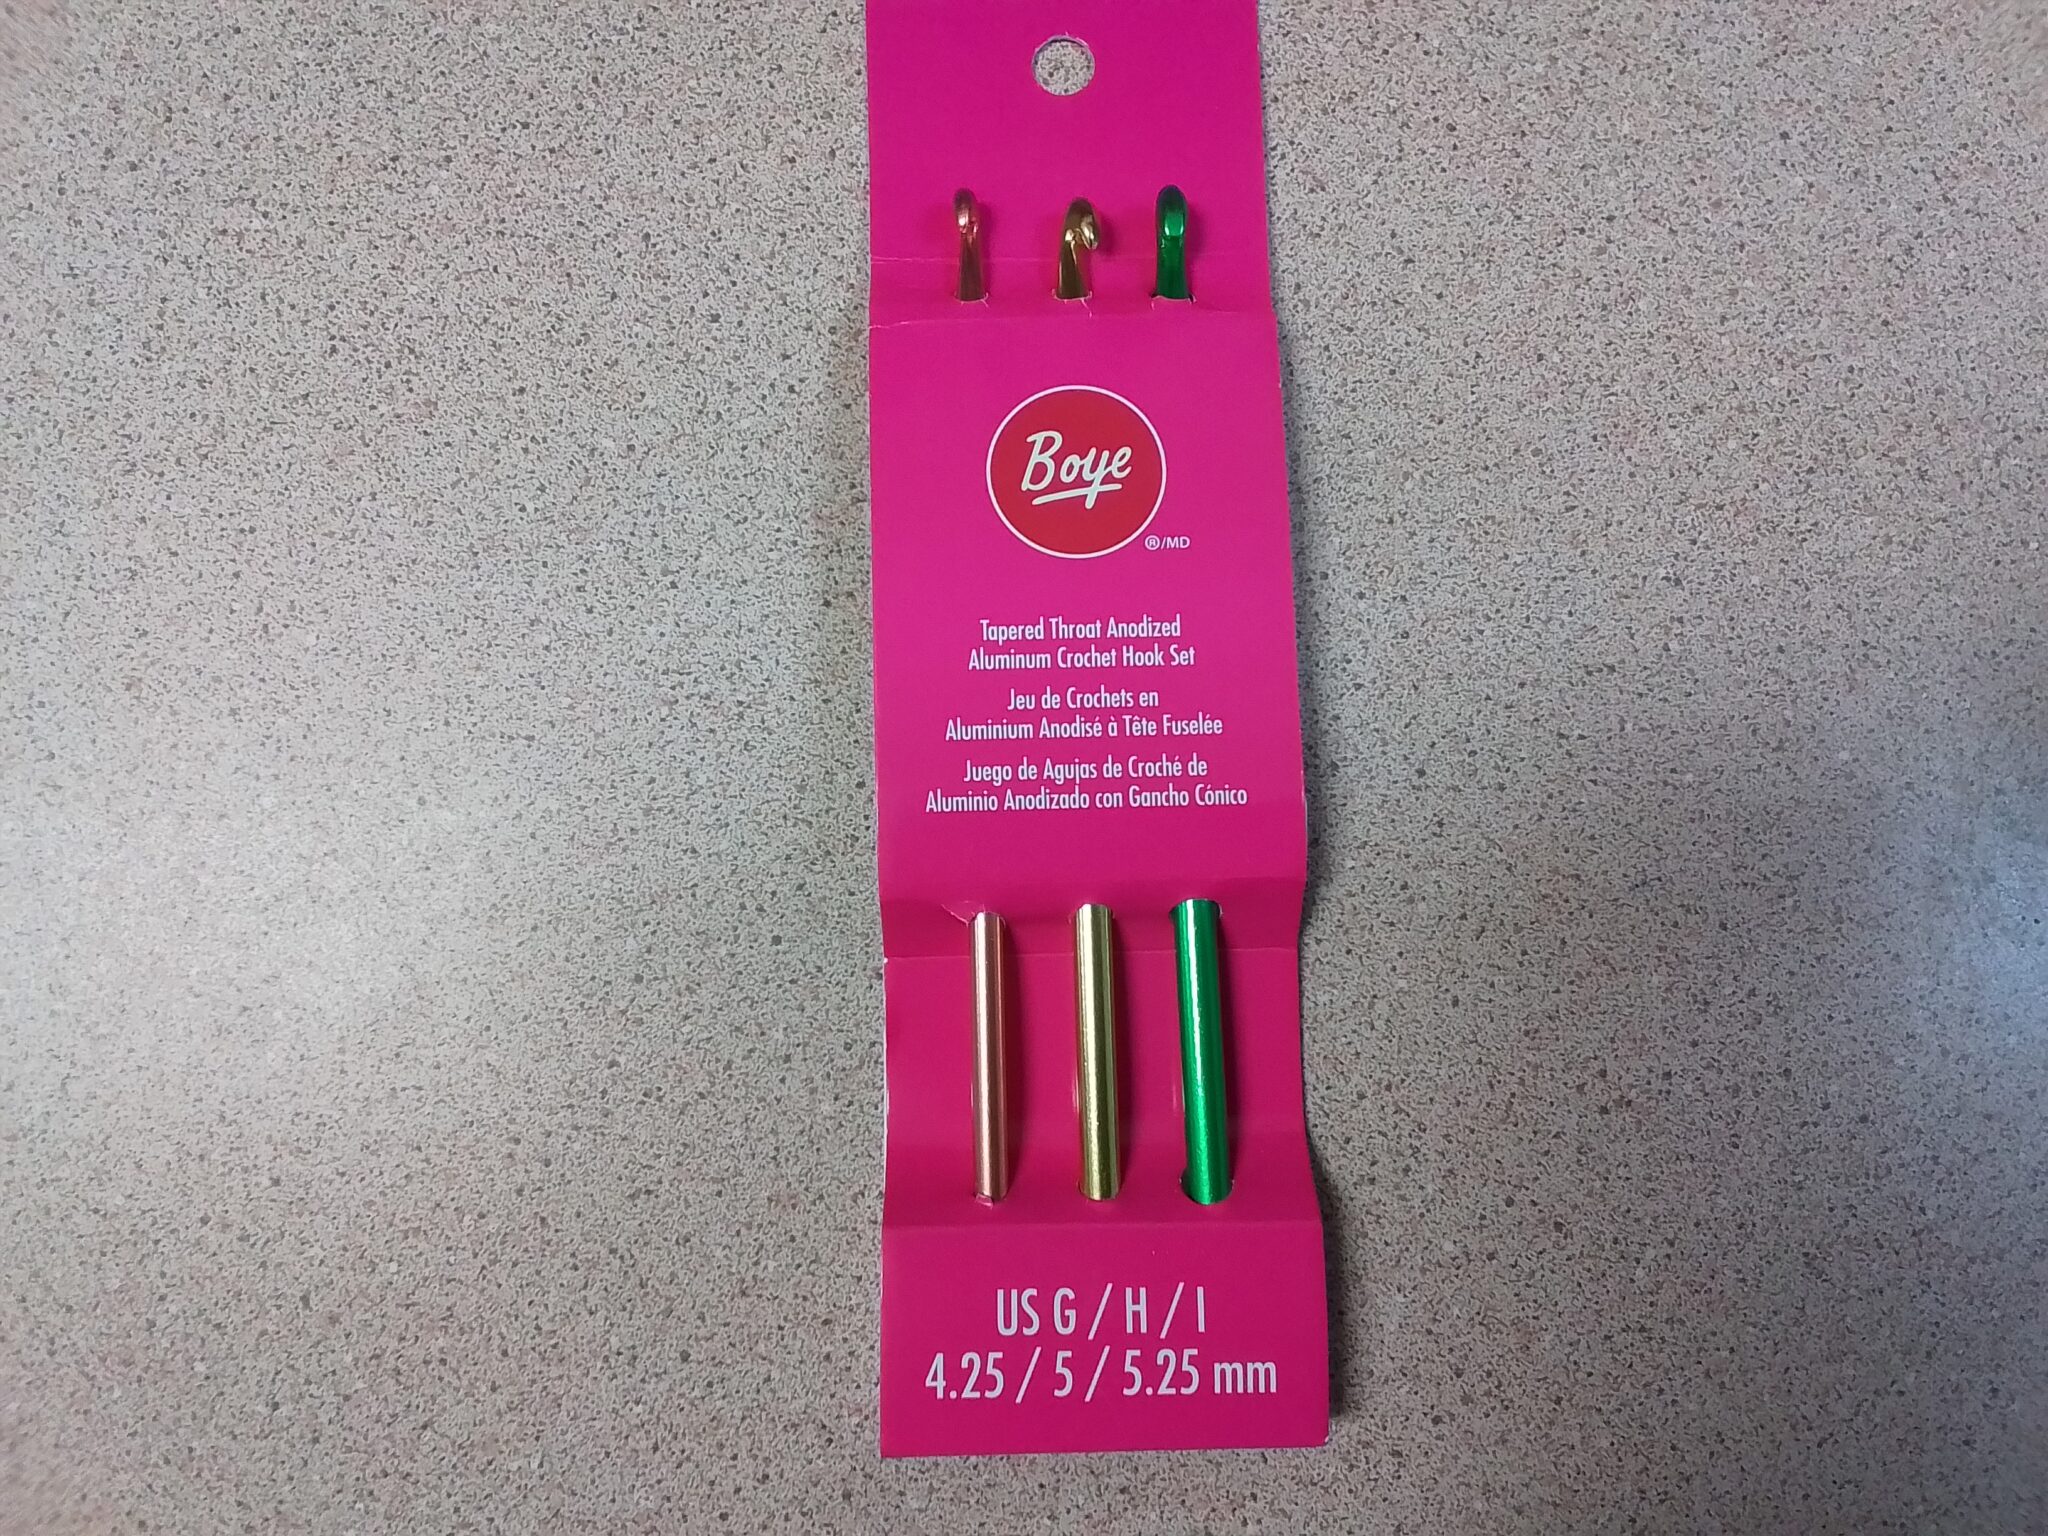 Boye
®/MD
Tapered Throat Anodized
Aluminum Crochet Hook Set
Jeu de Crochets en
Aluminium Anodisé à Tête Fuselée
Juego de Agujas de Croché de
Aluminio Anodizado con Gancho Cónico
US G / H / I
4.25 / 5 / 5.25 mm